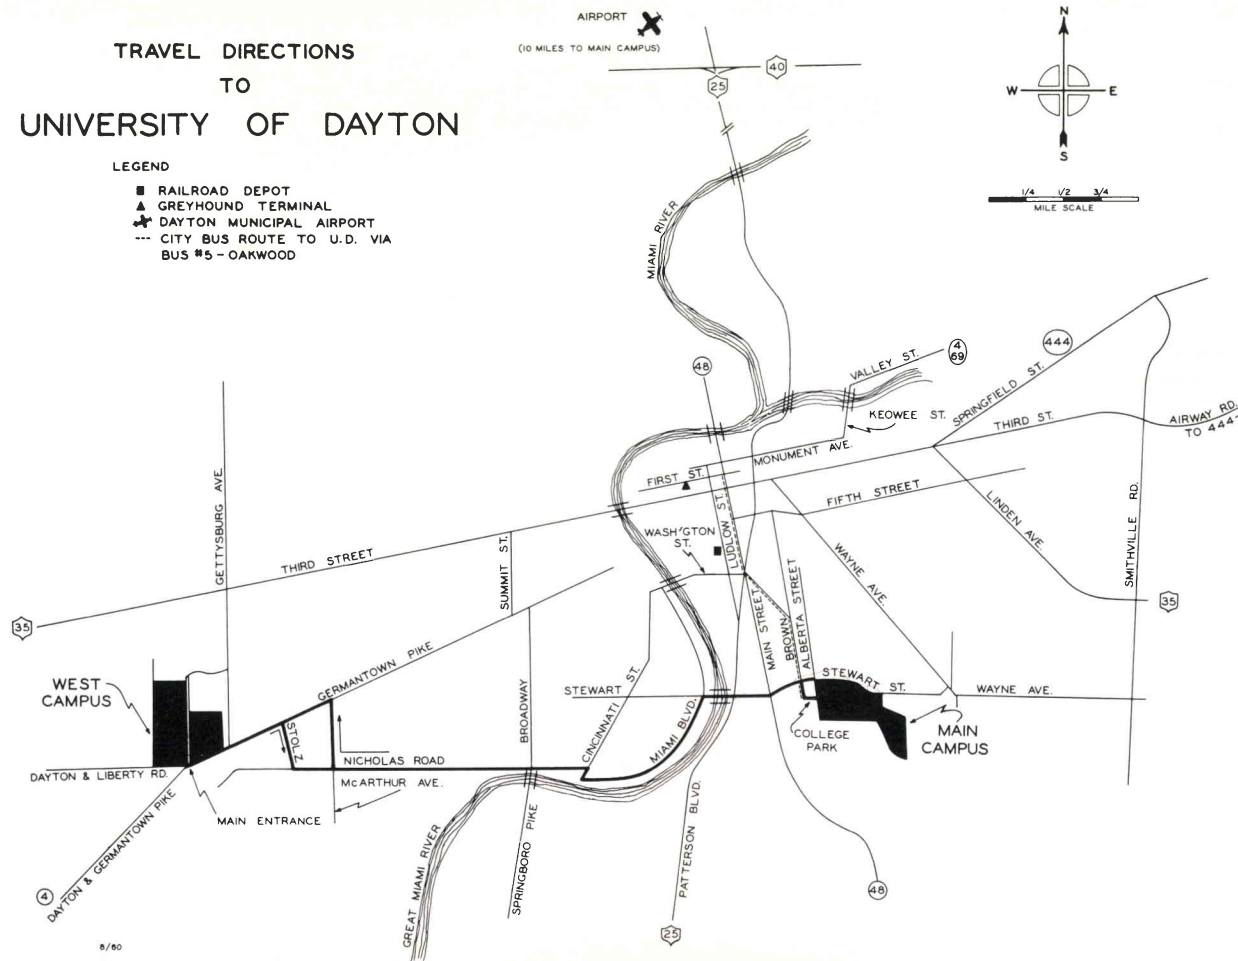 TRAVEL DIRECTIONS
TO
UNIVERSITY OF DAYTON
LEGEND
RAILROAD DEPOT
GREYHOUND TERMINAL
DAYTON MUNICIPAL AIRPORT
CITY BUS ROUTE TO U.D. VIA
BUS #5-OAKWOOD
AIRPORT
(10 MILES TO MAIN CAMPUS)
40
25
N
W E
S
1/4 1/2 3/4
MILE SCALE
MIAMI RIVER
48
VALLEY ST.
4
69
444
SPRINGFIELD ST.
KEOWEE ST.
THIRD ST.
AIRWAY RD.
TO 444
MONUMENT AVE.
FIRST ST.
FIFTH STREET
LUDLOW ST.
WASH'GTON
ST.
LINDEN AVE.
SMITHVILLE RD.
WAYNE AVE.
GETTYSBURG AVE.
THIRD STREET
SUMMIT ST.
35
35
MAIN STREET
BROWN
ALBERTA STREET
GERMANTOWN PIKE
WEST
CAMPUS
STEWART
STEWART ST.
WAYNE AVE.
BROADWAY
CINCINNATI ST.
MIAMI BLVD.
COLLEGE
PARK
MAIN
CAMPUS
STOLZ
NICHOLAS ROAD
McARTHUR AVE.
DAYTON & LIBERTY RD.
MAIN ENTRANCE
DAYTON & GERMANTOWN PIKE
4
GREAT MIAMI RIVER
SPRINGBORO PIKE
PATTERSON BLVD.
25
48
8/60